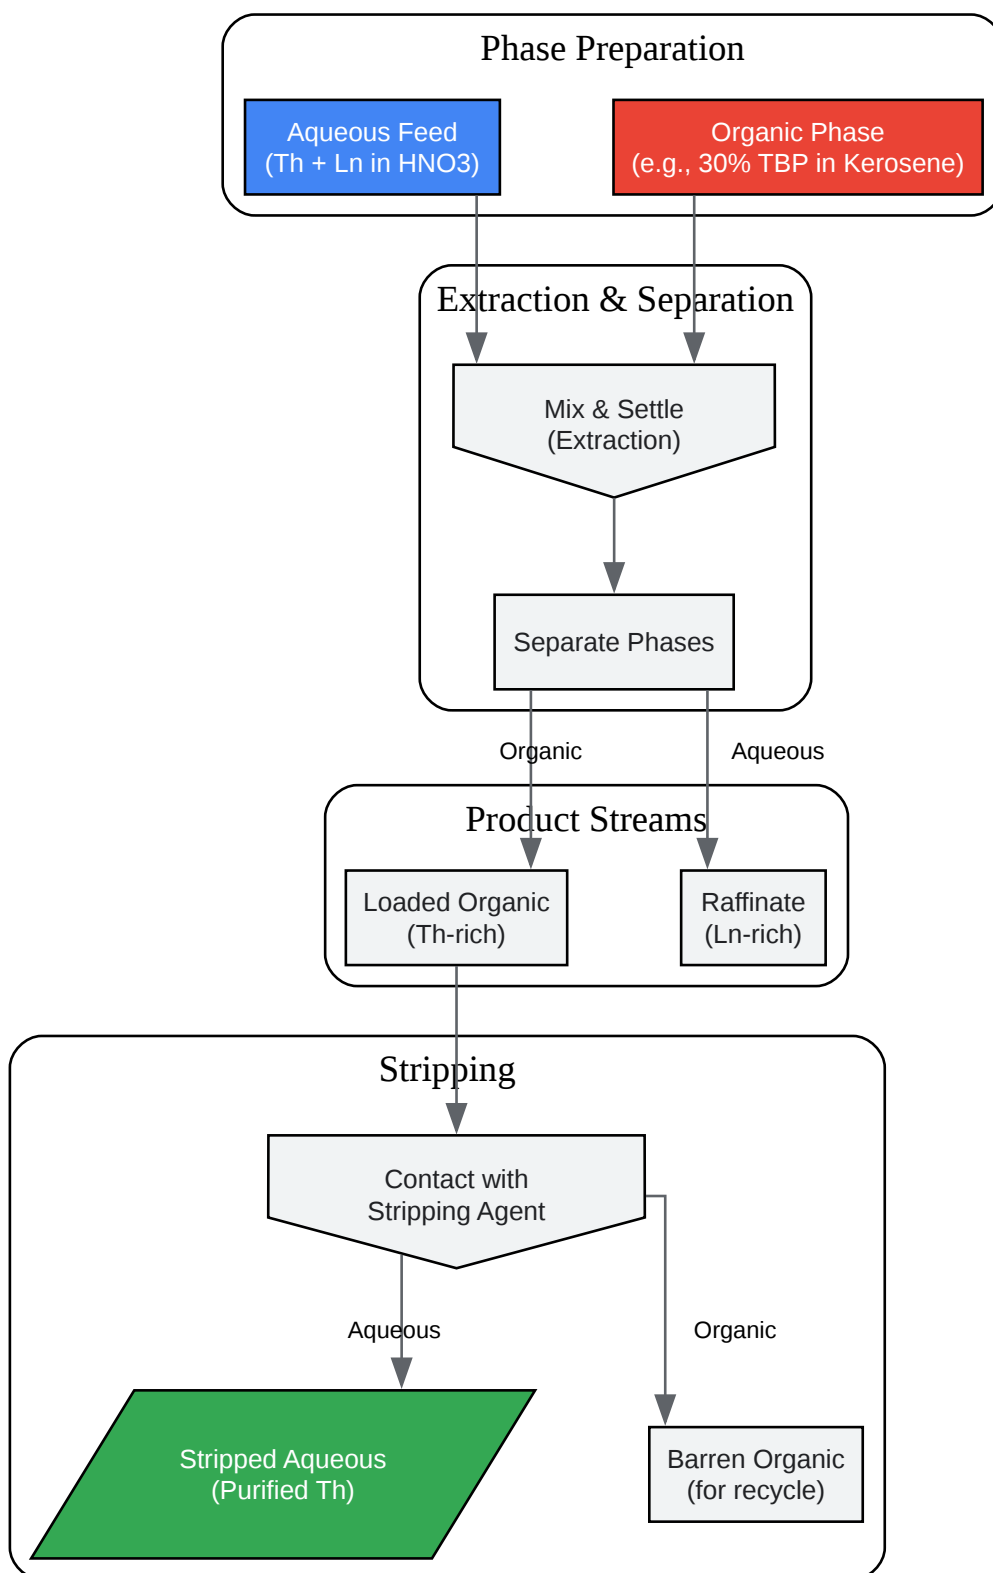 Phase Preparation
Aqueous Feed
(Th + Ln in HNO3)
Organic Phase
(e.g., 30% TBP in Kerosene)
Extraction & Separation
Mix & Settle
(Extraction)
Separate Phases
Organic
Aqueous
Product Streams
Loaded Organic
(Th-rich)
Raffinate
(Ln-rich)
Stripping
Contact with
Stripping Agent
Aqueous
Organic
Stripped Aqueous
(Purified Th)
Barren Organic
(for recycle)